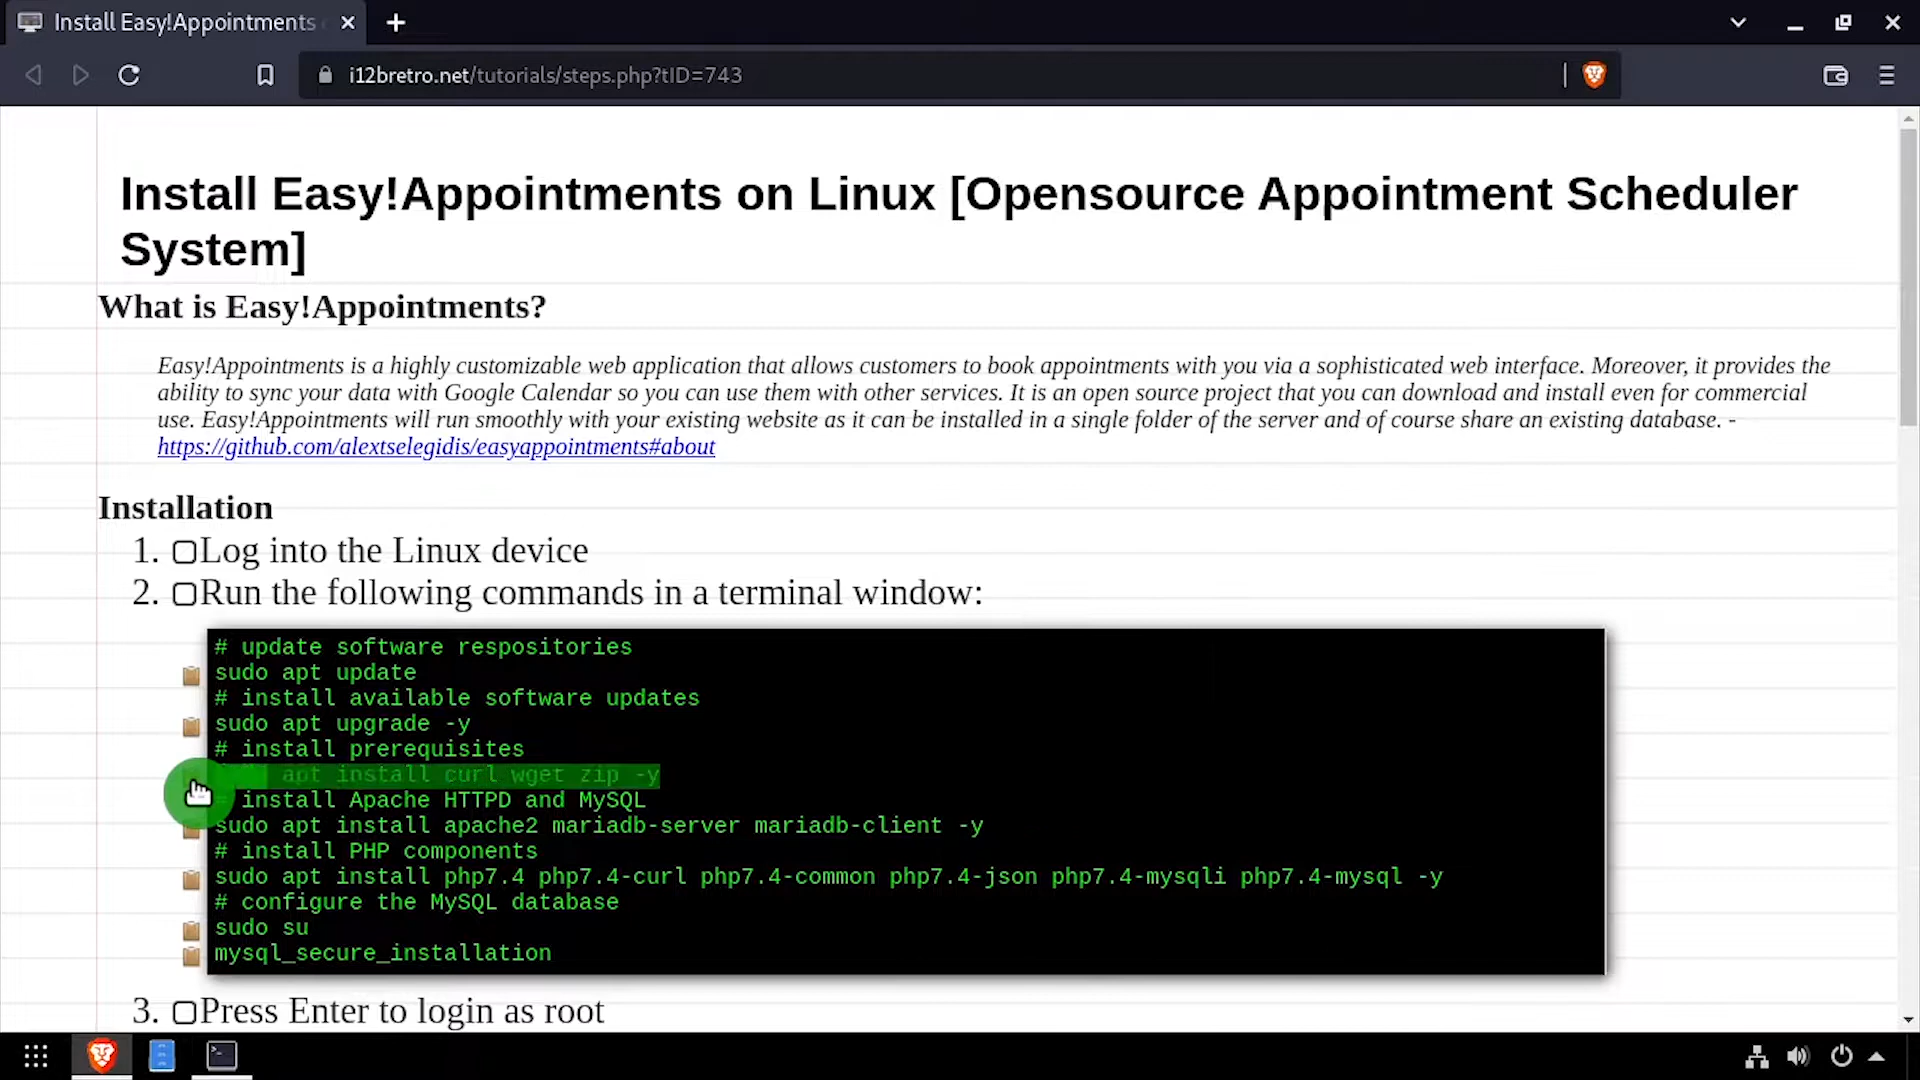 Install Easy!Appointments
i12bretro.net/tutorials/steps.php?tID=743
Install Easy!Appointments on Linux [Opensource Appointment Scheduler
System]
What is Easy!Appointments?
Easy!Appointments is a highly customizable web application that allows customers to book appointments with you via a sophisticated web interface. Moreover, it provides the
ability to sync your data with Google Calendar so you can use them with other services. It is an open source project that you can download and install even for commercial
use. Easy!Appointments will run smoothly with your existing website as it can be installed in a single folder of the server and of course share an existing database. -
https://github.com/alextselegidis/easyappointments#about
Installation
1. Log into the Linux device
2. Run the following commands in a terminal window:
# update software respositories
sudo apt update
# install available software updates
sudo apt upgrade -y
# install prerequisites
apt install curl wget zip -y
# install Apache HTTPD and MySQL
sudo apt install apache2 mariadb-server mariadb-client -y
# install PHP components
sudo apt install php7.4 php7.4-curl php7.4-common php7.4-json php7.4-mysqli php7.4-mysql -y
# configure the MySQL database
sudo su
mysql_secure_installation
3. Press Enter to login as root